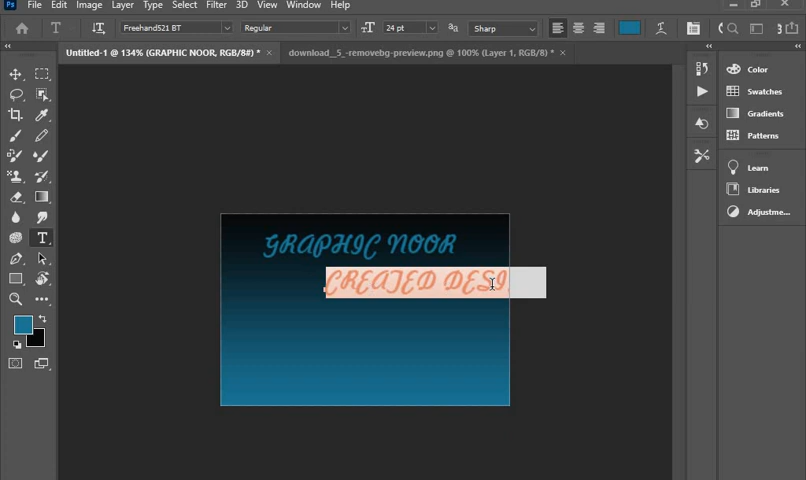 Ps File Edit Image Layer Type Select Filter 3D View Window Help
T Freehand521 BT Regular 24 pt Sharp
Untitled-1 @ 134% (GRAPHIC NOOR, RGB/8#) * × download__5_-removebg-preview.png @ 100% (Layer 1, RGB/8) * ×
Color
Swatches
Gradients
Patterns
Learn
Libraries
Adjustme...
GRAPHIC NOOR
CREATED DESI